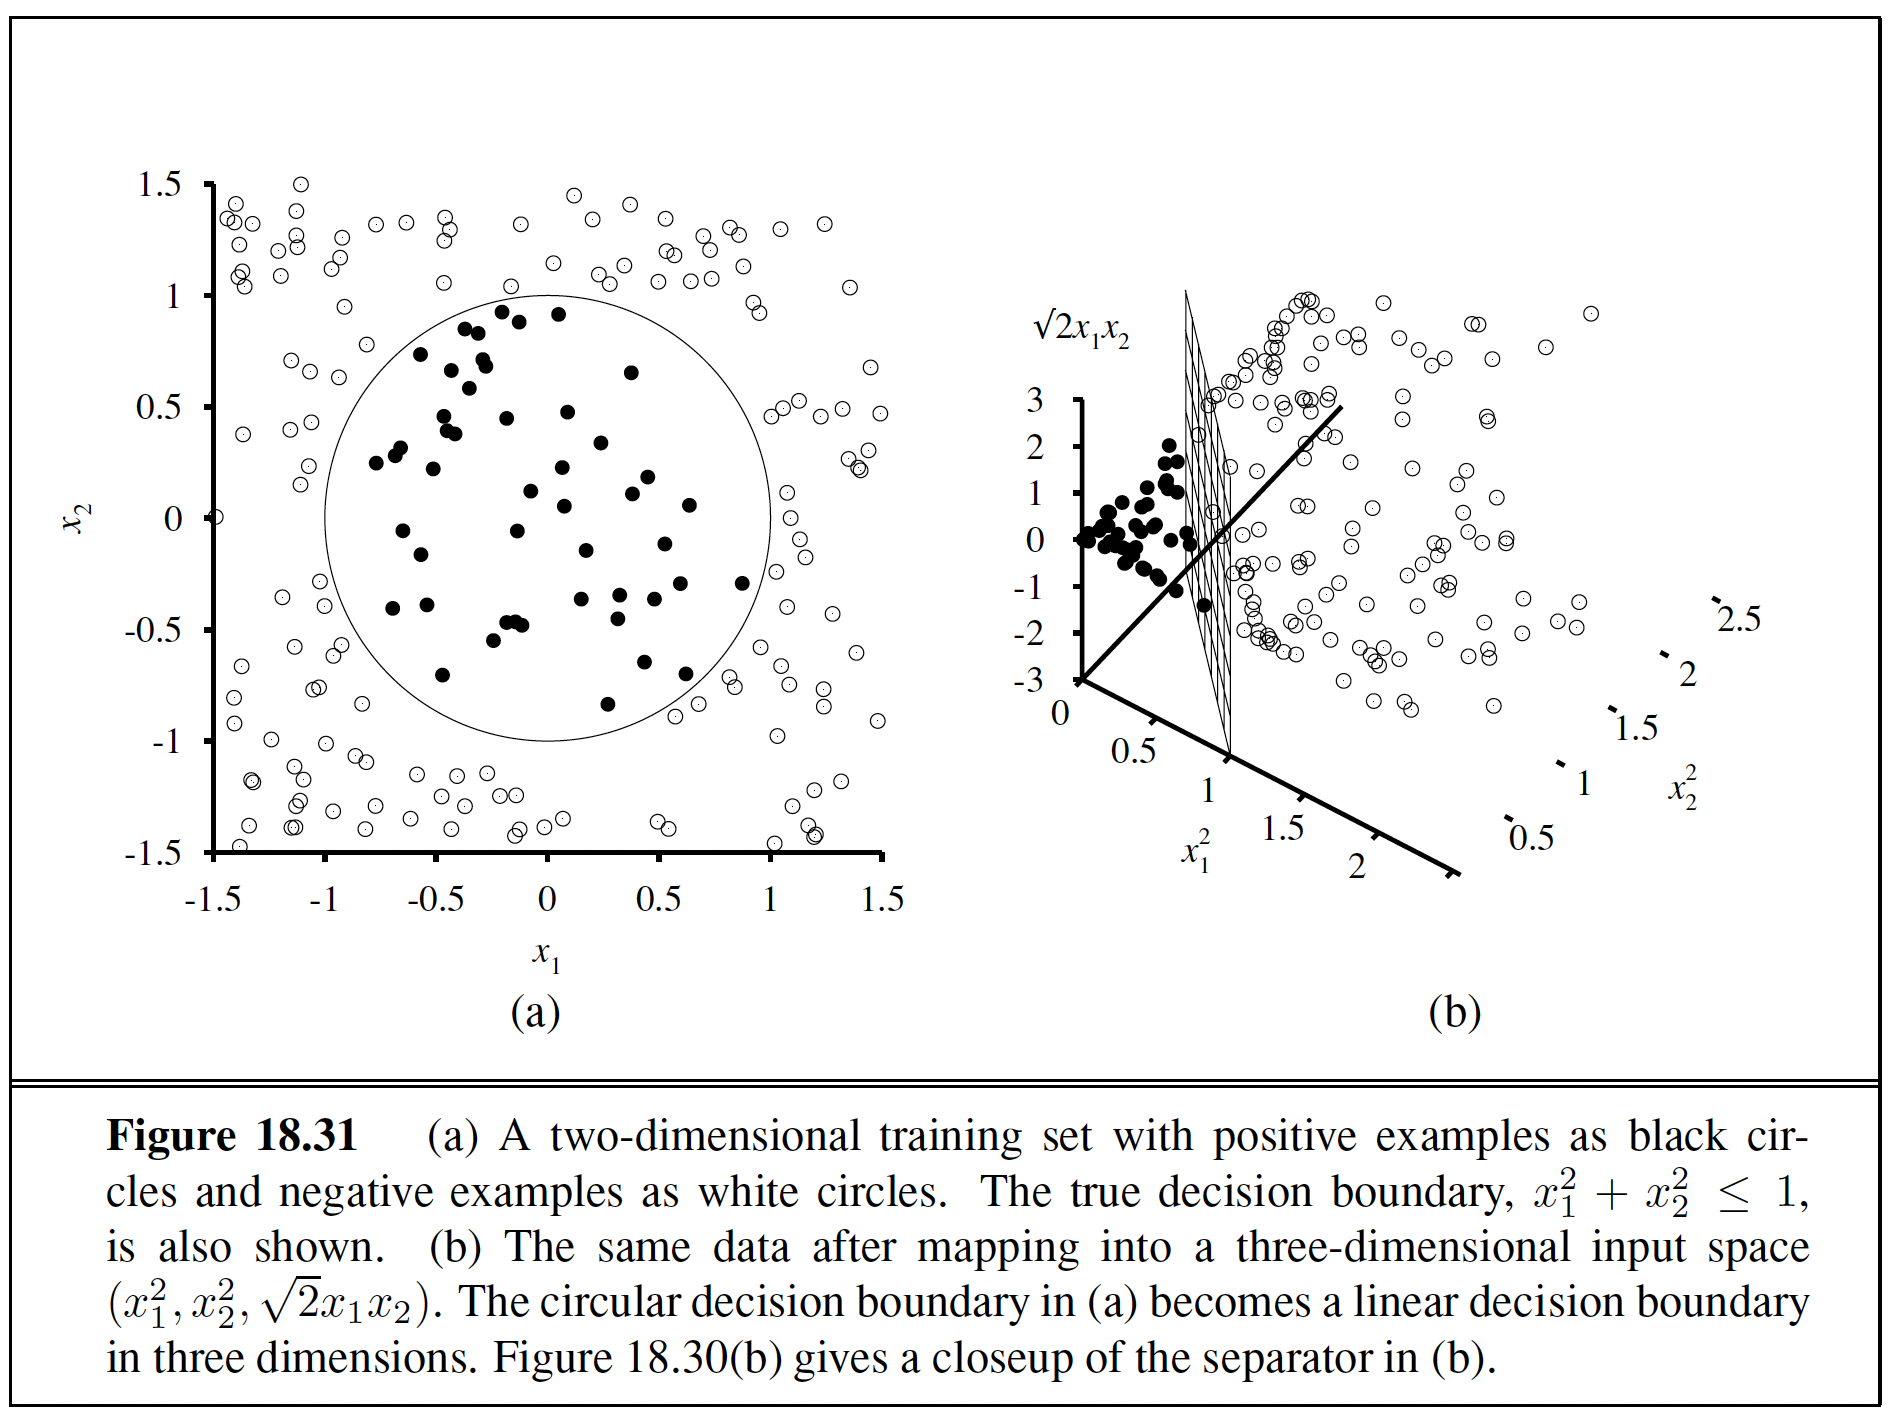 1.5
1
0.5
0
-0.5
-1
-1.5
x₂
-1.5 -1 -0.5 0 0.5 1 1.5
x₁
(a)
√2x₁x₂
3
2
1
0
-1
-2
-3
0
0.5
1
1.5
2
x₁²
0.5
1
1.5
2
2.5
x₂²
(b)
Figure 18.31 (a) A two-dimensional training set with positive examples as black cir-
cles and negative examples as white circles. The true decision boundary, x₁² + x₂² ≤ 1,
is also shown. (b) The same data after mapping into a three-dimensional input space
(x₁², x₂², √2x₁x₂). The circular decision boundary in (a) becomes a linear decision boundary
in three dimensions. Figure 18.30(b) gives a closeup of the separator in (b).